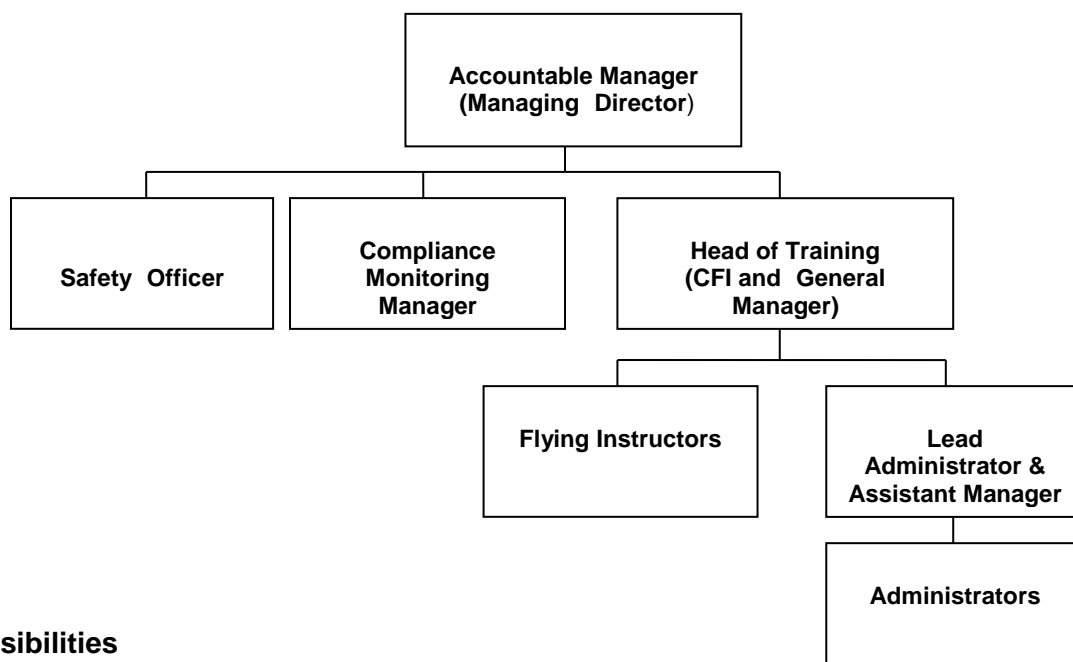 Accountable Manager
(Managing Director)
Safety Officer
Compliance
Monitoring
Manager
Head of Training
(CFI and General
Manager)
Flying Instructors
Lead
Administrator &
Assistant Manager
Administrators
sibilities